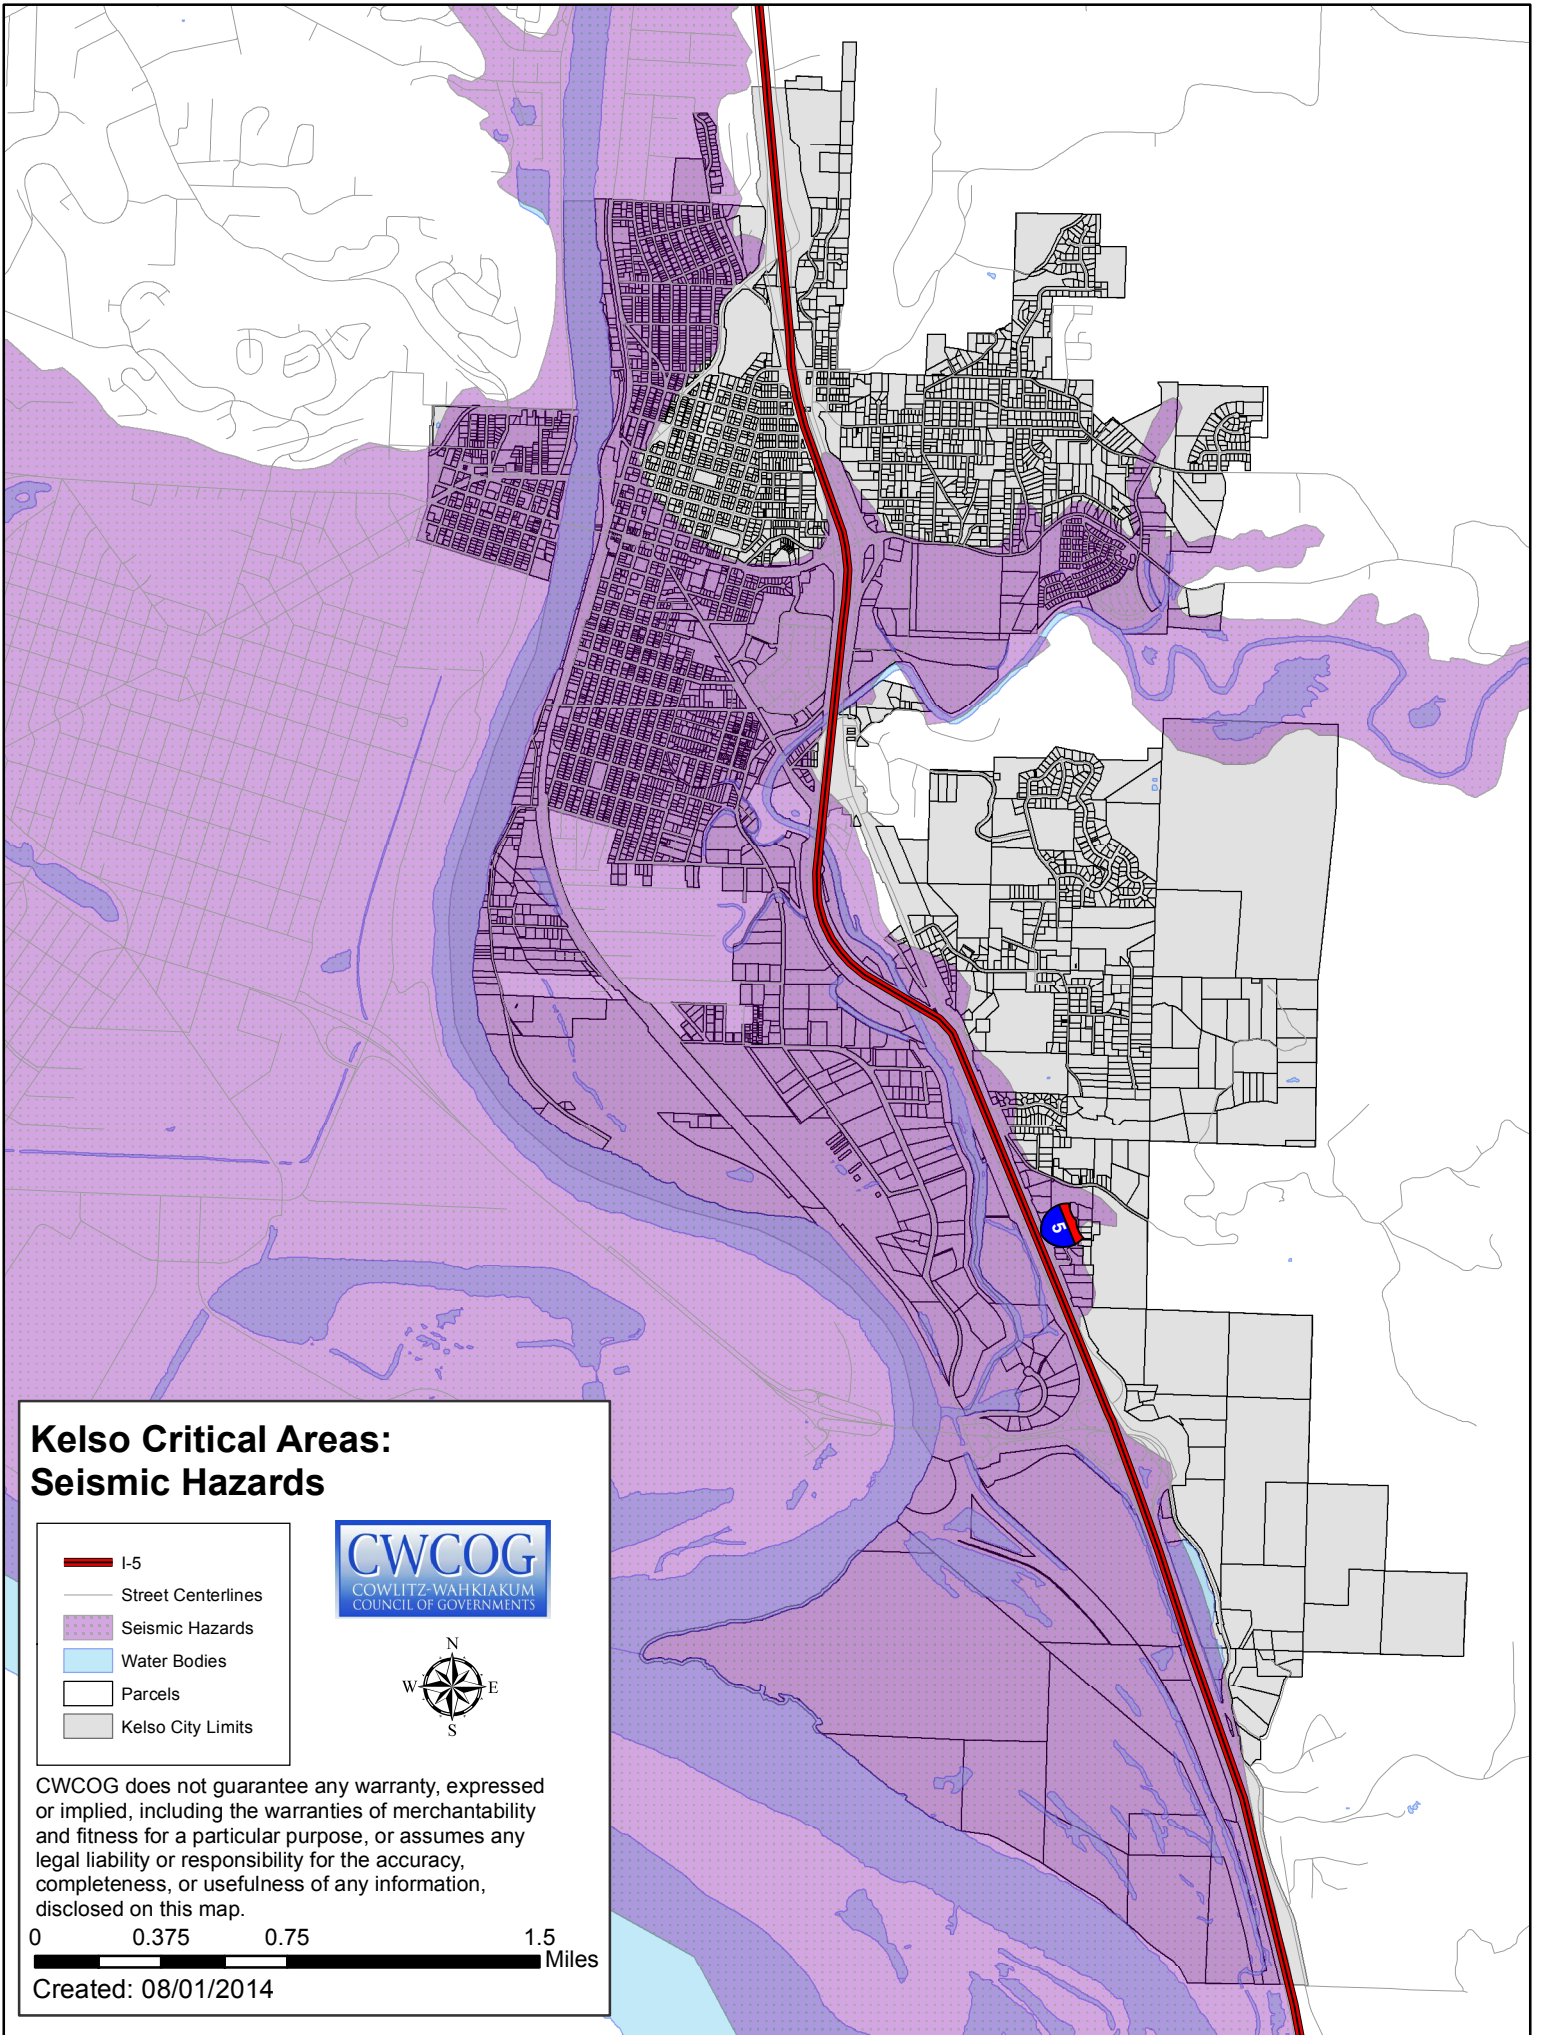 5
Kelso Critical Areas:
Seismic Hazards
I-5
Street Centerlines
Seismic Hazards
Water Bodies
Parcels
Kelso City Limits
CWCOG
COWLITZ-WAHKIAKUM
COUNCIL OF GOVERNMENTS
N
W E
S
CWCOG does not guarantee any warranty, expressed
or implied, including the warranties of merchantability
and fitness for a particular purpose, or assumes any
legal liability or responsibility for the accuracy,
completeness, or usefulness of any information,
disclosed on this map.
0 0.375 0.75 1.5
Miles
Created: 08/01/2014